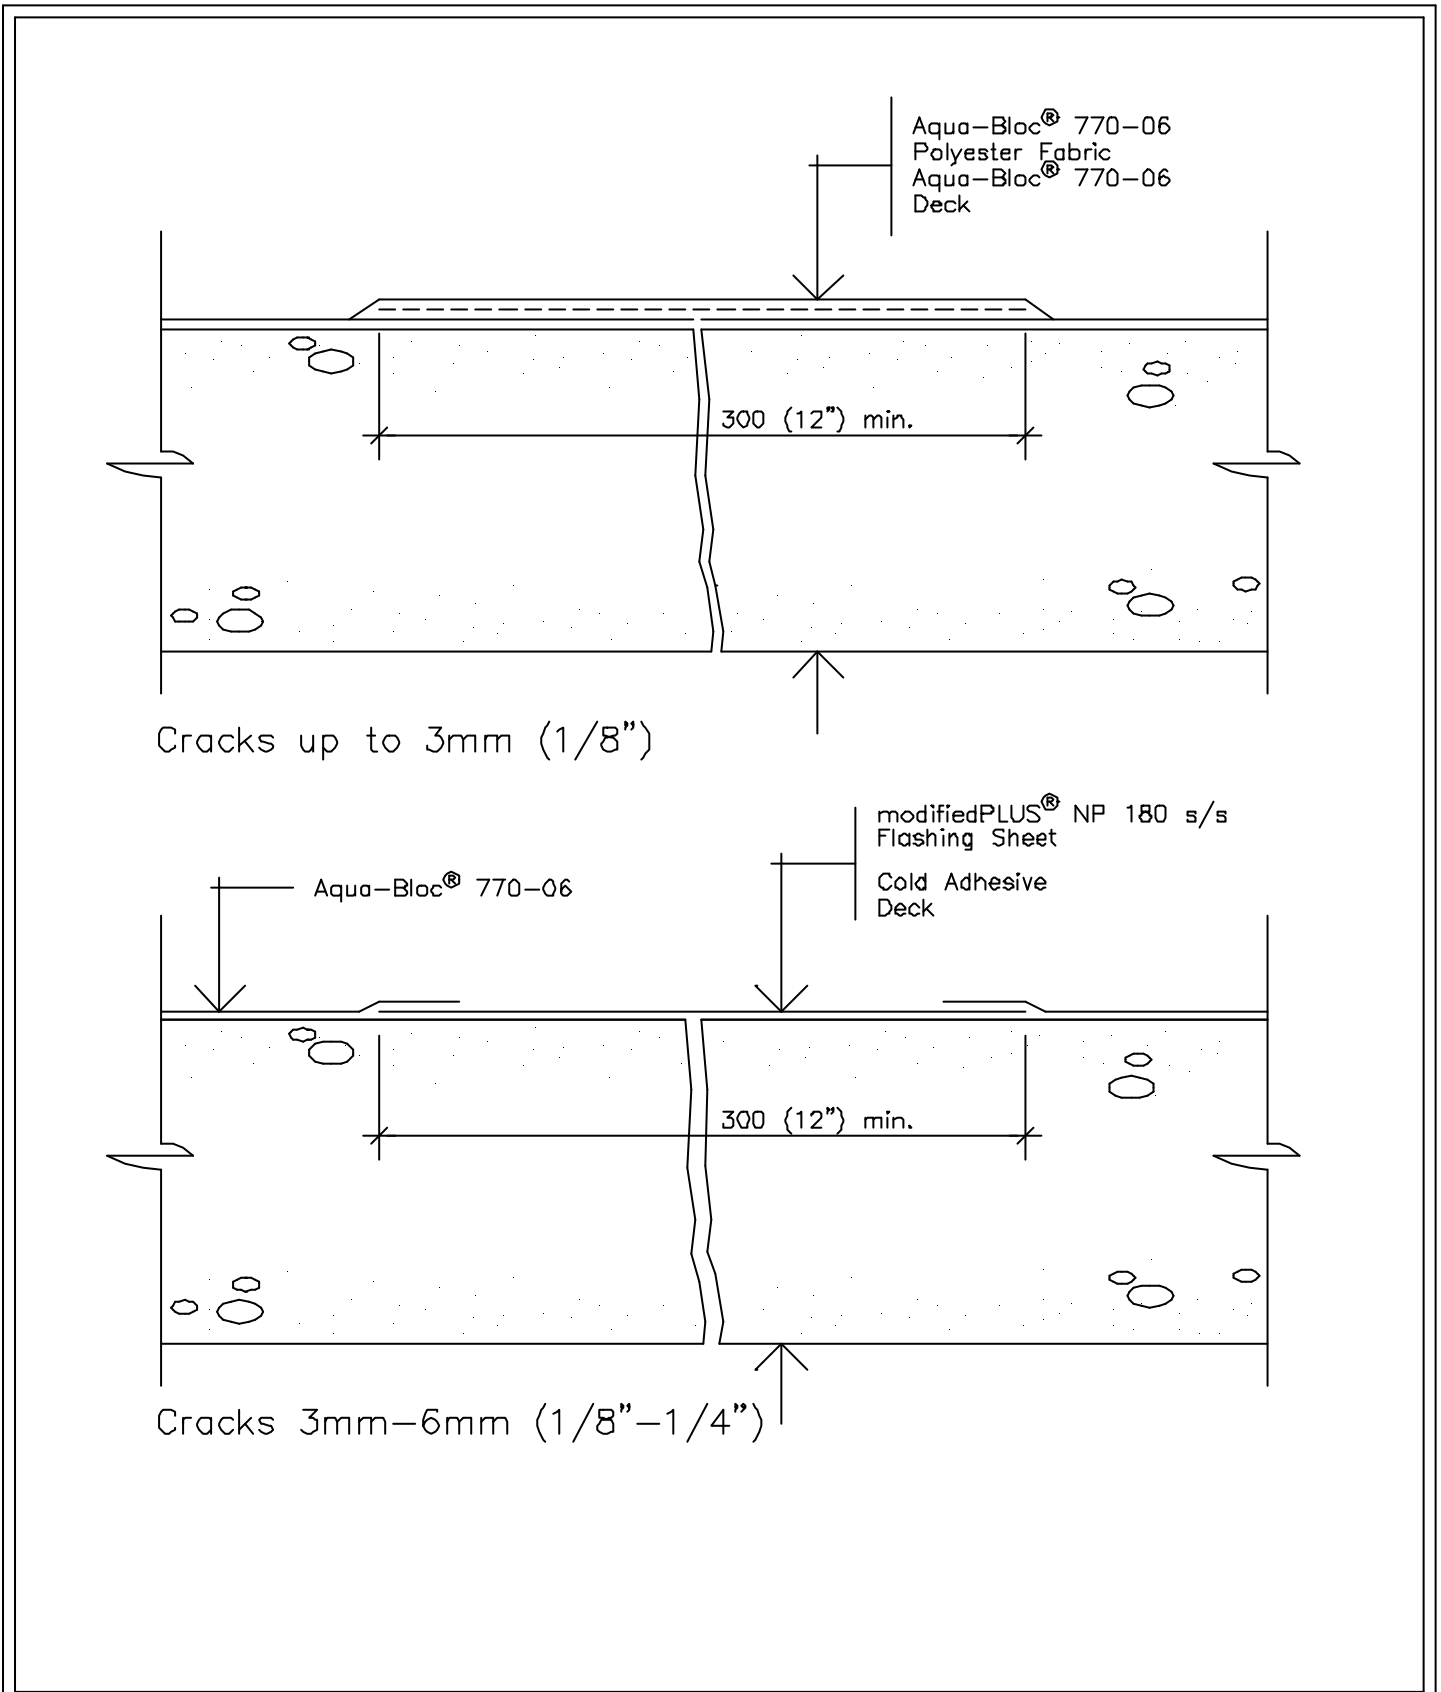 Aqua-Bloc® 770-06
Polyester Fabric
Aqua-Bloc® 770-06
Deck
300 (12") min.
Cracks up to 3mm (1/8")
modifiedPLUS® NP 180 s/s
Flashing Sheet
Cold Adhesive
Deck
Aqua-Bloc® 770-06
300 (12") min.
Cracks 3mm-6mm (1/8"-1/4")